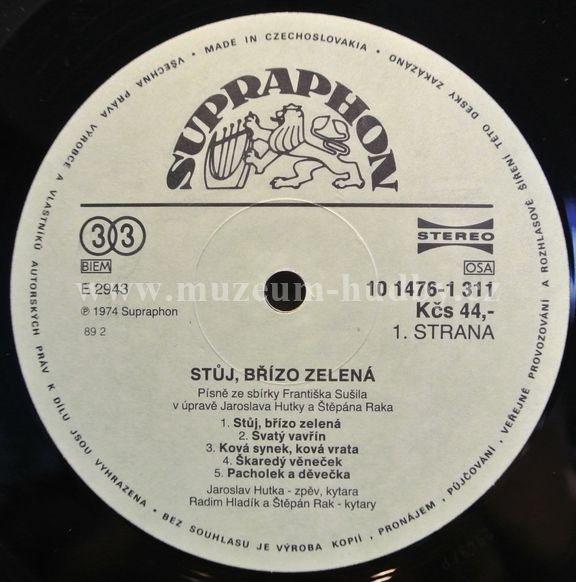 VŠECHNA PRÁVA VÝROBCE A VLASTNÍKŮ AUTORSKÝCH PRÁV K DÍLU JSOU VYHRAZENA • BEZ SOUHLASU JE VÝROBA KOPIÍ, PRONÁJEM, PŮJČOVÁNÍ, VEŘEJNÉ PROVOZOVÁNÍ A ROZHLASOVÉ ŠÍŘENÍ TÉTO DESKY ZAKÁZÁNO • MADE IN CZECHOSLOVAKIA •
SUPRAPHON
33
STEREO
BIEM
OSA
E 2943
10 1476-1 311
www.muzeum-hudby.cz
℗ 1974 Supraphon
Kčs 44,-
89 2
1. STRANA
STŮJ, BŘÍZO ZELENÁ
Písně ze sbírky Františka Sušila
v úpravě Jaroslava Hutky a Štěpána Raka
1. Stůj, břízo zelená
2. Svatý vavřín
3. Ková synek, ková vrata
4. Škaredý věneček
5. Pacholek a děvečka
Jaroslav Hutka - zpěv, kytara
Radim Hladík a Štěpán Rak - kytary